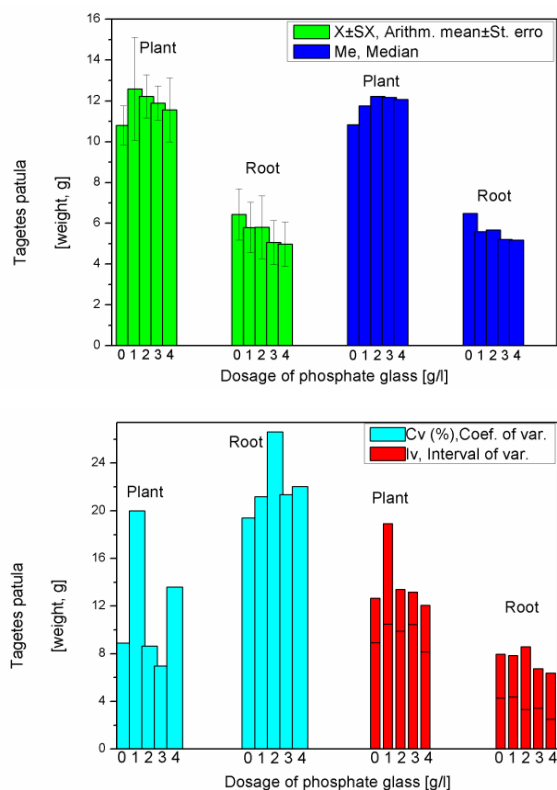 X±SX, Arithm. mean±St. erro
Me, Median
Plant
Root
Plant
Root
Tagetes patula
[weight, g]
16
14
12
10
8
6
4
2
0
0 1 2 3 4 0 1 2 3 4 0 1 2 3 4 0 1 2 3 4
Dosage of phosphate glass [g/l]
Cv (%),Coef. of var.
Iv, Interval of var.
Plant
Root
Plant
Root
Tagetes patula
[weight, g]
24
20
16
12
8
4
0
0 1 2 3 4 0 1 2 3 4 0 1 2 3 4 0 1 2 3 4
Dosage of phosphate glass [g/l]